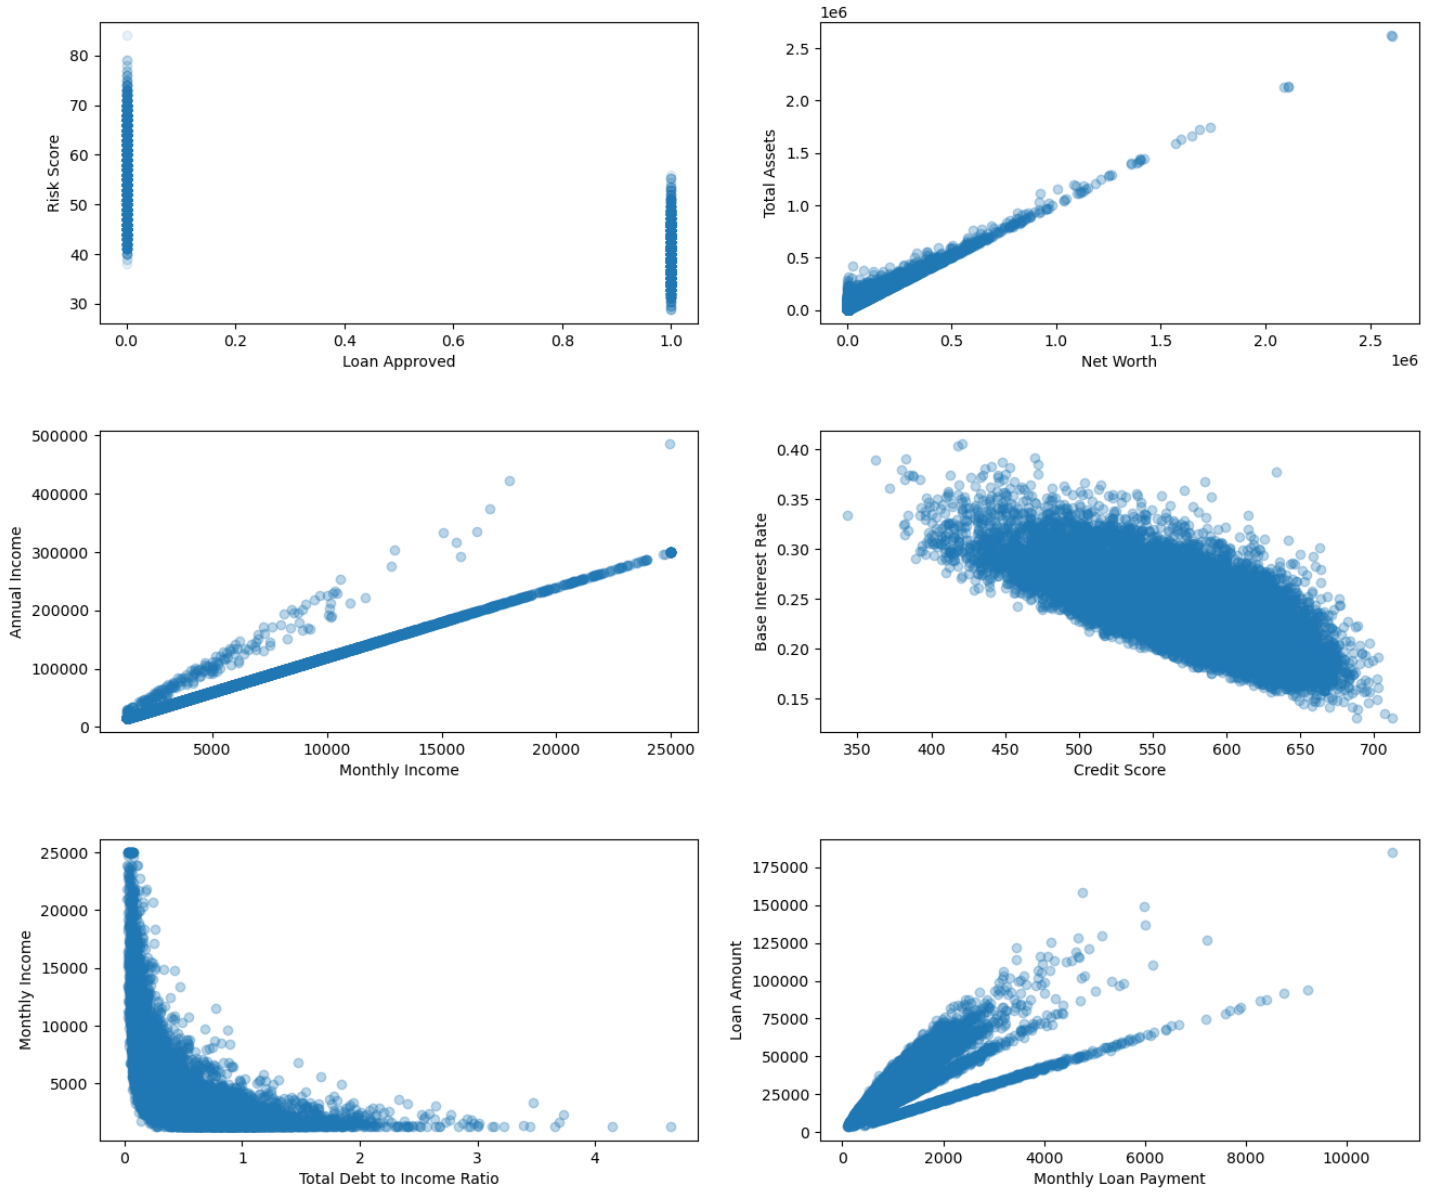 1e6
80
70
60
50
40
30
Risk Score
0.0 0.2 0.4 0.6 0.8 1.0
Loan Approved
2.5
2.0
1.5
1.0
0.5
0.0
Total Assets
0.0 0.5 1.0 1.5 2.0 2.5
1e6
Net Worth
500000
400000
300000
200000
100000
0
Annual Income
5000 10000 15000 20000 25000
Monthly Income
0.40
0.35
0.30
0.25
0.20
0.15
Base Interest Rate
350 400 450 500 550 600 650 700
Credit Score
25000
20000
15000
10000
5000
Monthly Income
0 1 2 3 4
Total Debt to Income Ratio
175000
150000
125000
100000
75000
50000
25000
0
Loan Amount
0 2000 4000 6000 8000 10000
Monthly Loan Payment